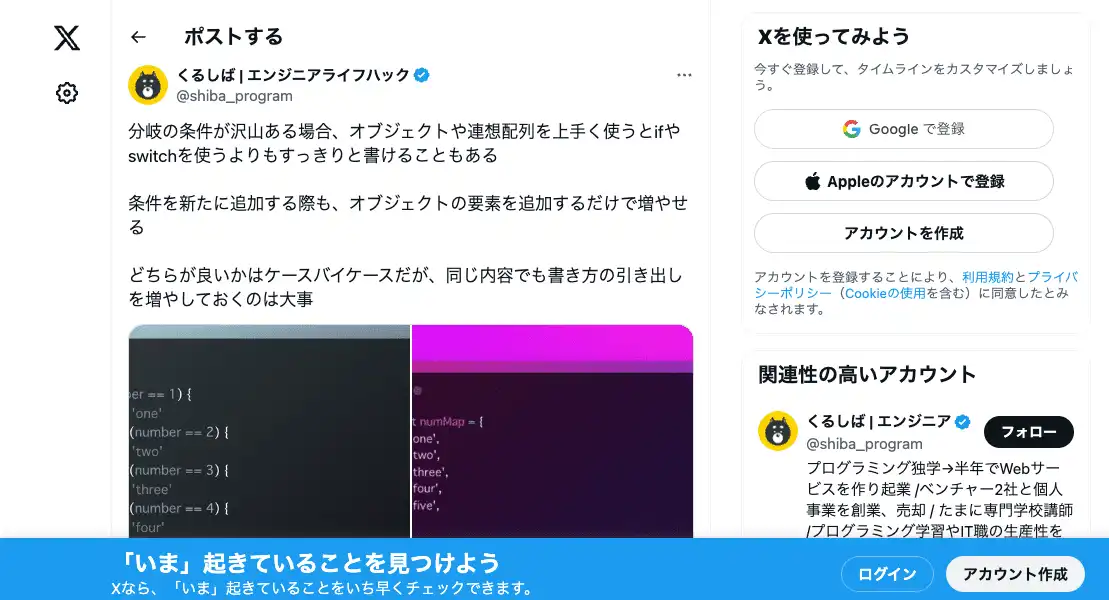 ポストする
くるしば | エンジニアライフハック
@shiba_program
分岐の条件が沢山ある場合、オブジェクトや連想配列を上手く使うとifや
switchを使うよりもすっきりと書けることもある
条件を新たに追加する際も、オブジェクトの要素を追加するだけで増やせ
る
どちらが良いかはケースバイケースだが、同じ内容でも書き方の引き出し
を増やしておくのは大事
er == 1) {
'one'
(number == 2) {
'two'
(number == 3) {
'three'
(number == 4) {
'four'
t numMap = {
one',
two',
three',
four',
five',
Xを使ってみよう
今すぐ登録して、タイムラインをカスタマイズしましょ
う。
Google で登録
Appleのアカウントで登録
アカウントを作成
アカウントを登録することにより、利用規約とプライバ
シーポリシー（Cookieの使用を含む）に同意したとみ
なされます。
関連性の高いアカウント
くるしば | エンジニア
@shiba_program
フォロー
プログラミング独学→半年でWebサー
ビスを作り起業 /ベンチャー2社と個人
事業を創業、売却 / たまに専門学校講師
/プログラミング学習やIT職の生産性を
「いま」起きていることを見つけよう
Xなら、「いま」起きていることをいち早くチェックできます。
ログイン
アカウント作成